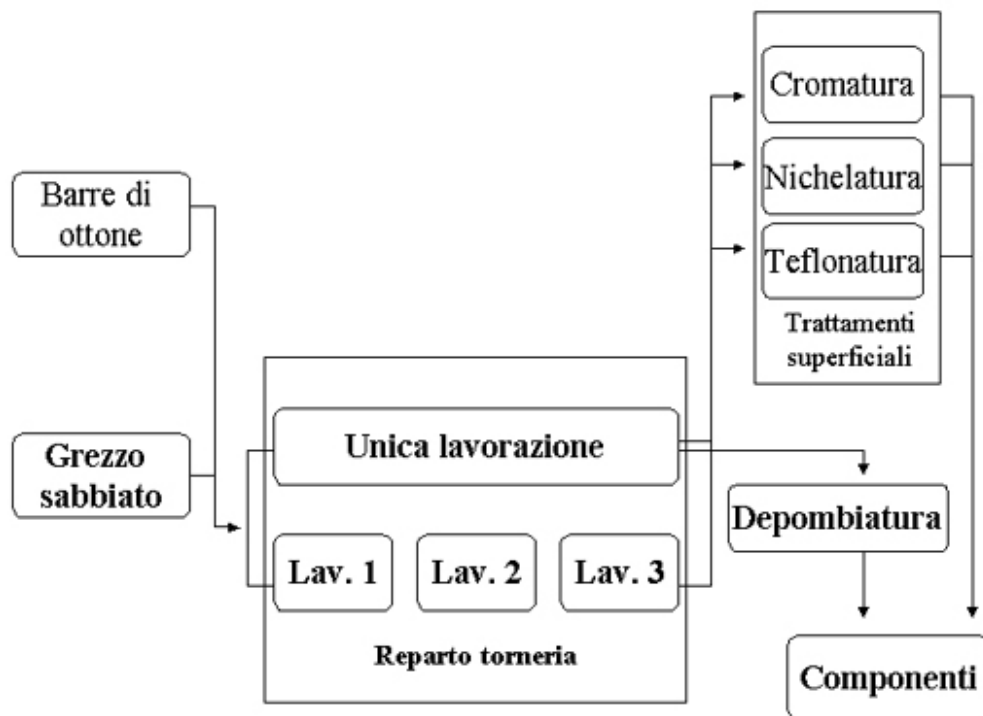 Cromatura
Nichelatura
Teflonatura
Trattamenti
superficiali
Barre di
ottone
Grezzo
sabbiato
Unica lavorazione
Lav. 1
Lav. 2
Lav. 3
Reparto torneria
Depombiatura
Componenti